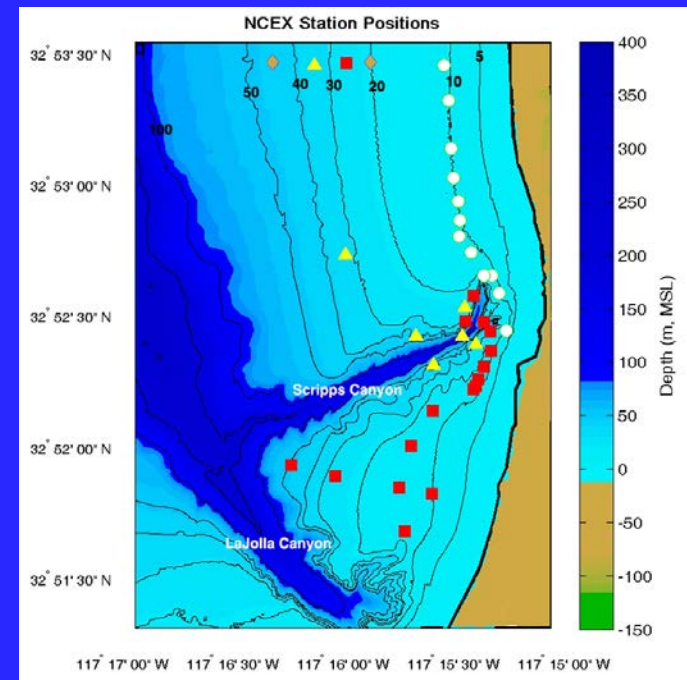 NCEX Station Positions
32° 53' 30" N
32° 53' 00" N
32° 52' 30" N
32° 52' 00" N
32° 51' 30" N
50
40
30
20
10
5
100
Scripps Canyon
LaJolla Canyon
117° 17' 00" W
117° 16' 30" W
117° 16' 00" W
117° 15' 30" W
117° 15' 00" W
400
350
300
250
200
150
100
50
0
-50
-100
-150
Depth (m, MSL)